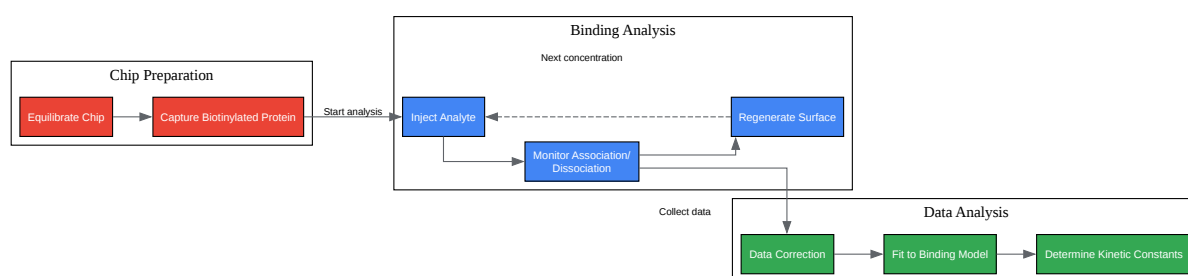 Chip Preparation
Equilibrate Chip
Capture Biotinylated Protein
Start analysis
Binding Analysis
Next concentration
Inject Analyte
Regenerate Surface
Monitor Association/
Dissociation
Collect data
Data Analysis
Data Correction
Fit to Binding Model
Determine Kinetic Constants